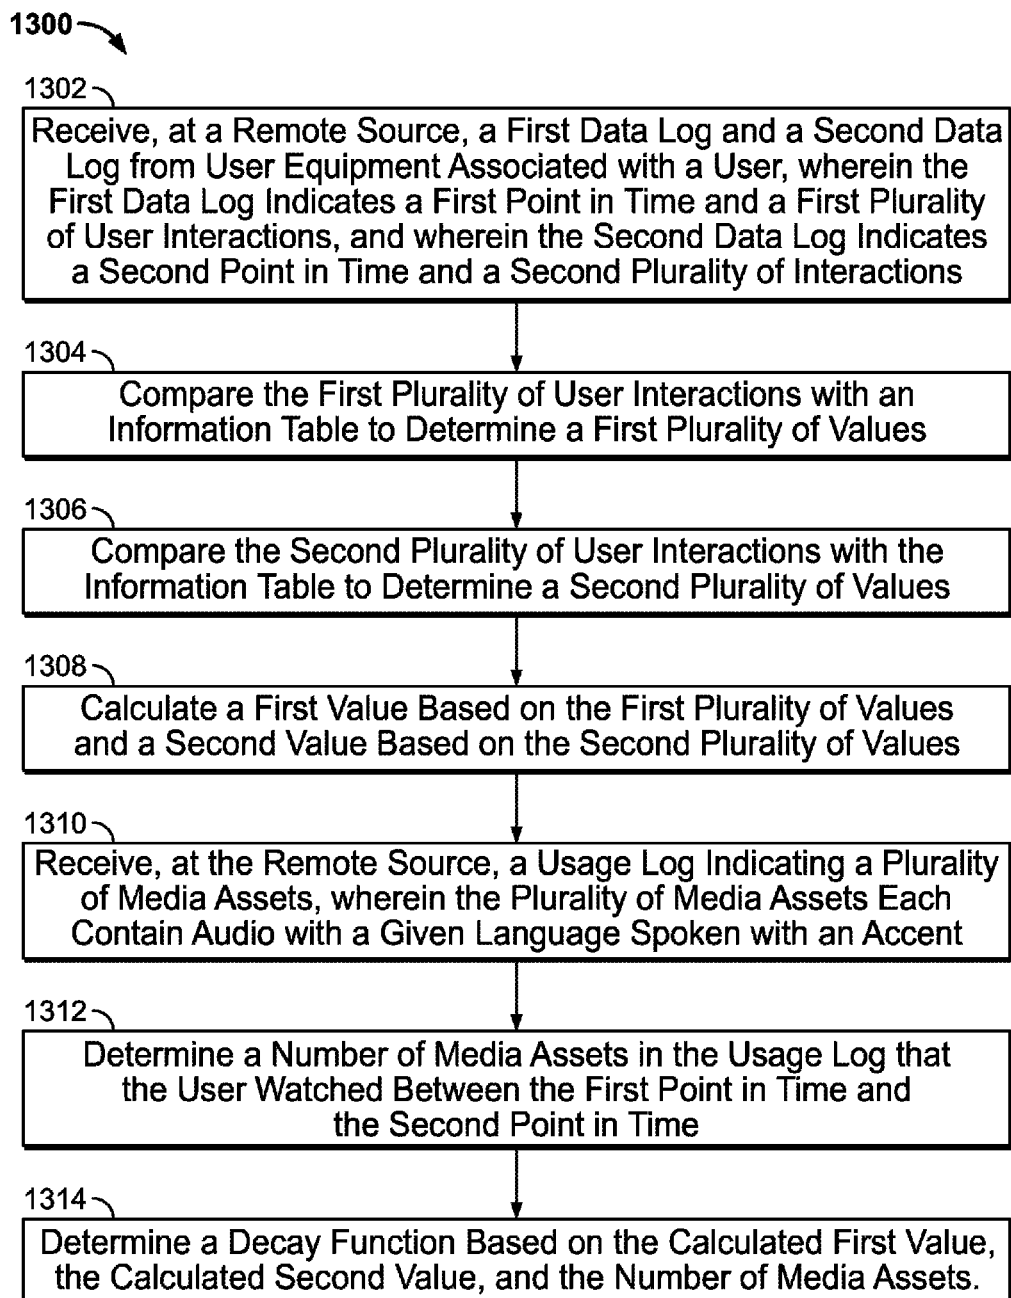 1300
1302
Receive, at a Remote Source, a First Data Log and a Second Data
Log from User Equipment Associated with a User, wherein the
First Data Log Indicates a First Point in Time and a First Plurality
of User Interactions, and wherein the Second Data Log Indicates
a Second Point in Time and a Second Plurality of Interactions
1304
Compare the First Plurality of User Interactions with an
Information Table to Determine a First Plurality of Values
1306
Compare the Second Plurality of User Interactions with the
Information Table to Determine a Second Plurality of Values
1308
Calculate a First Value Based on the First Plurality of Values
and a Second Value Based on the Second Plurality of Values
1310
Receive, at the Remote Source, a Usage Log Indicating a Plurality
of Media Assets, wherein the Plurality of Media Assets Each
Contain Audio with a Given Language Spoken with an Accent
1312
Determine a Number of Media Assets in the Usage Log that
the User Watched Between the First Point in Time and
the Second Point in Time
1314
Determine a Decay Function Based on the Calculated First Value,
the Calculated Second Value, and the Number of Media Assets.